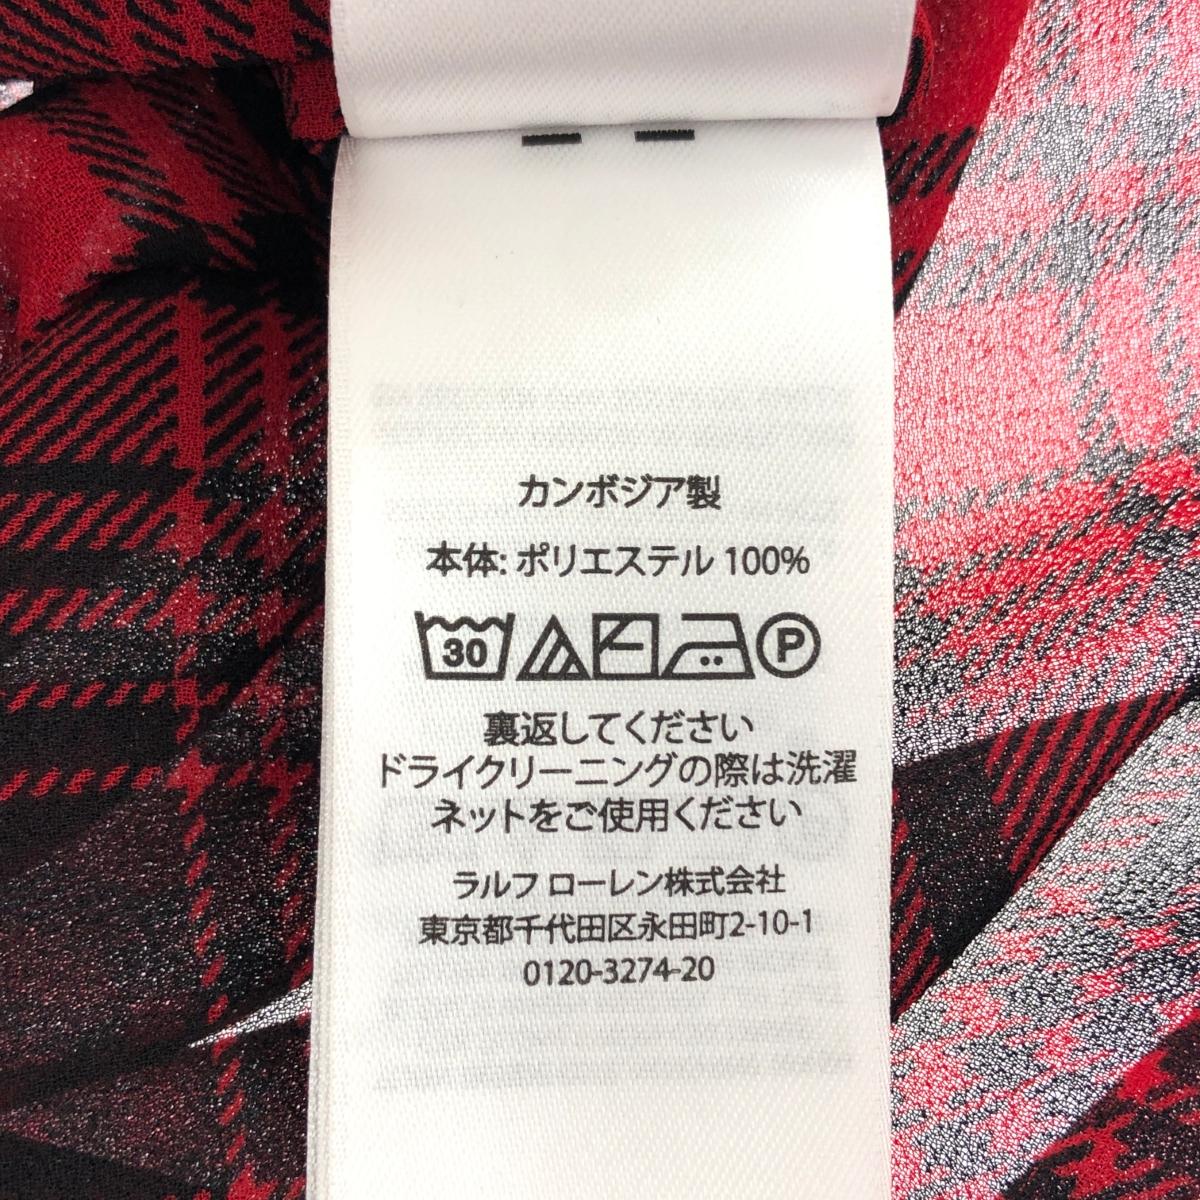 カンボジア製
本体: ポリエステル 100%
30 P
裏返してください
ドライクリーニングの際は洗濯
ネットをご使用ください
ラルフ ローレン株式会社
東京都千代田区永田町2-10-1
0120-3274-20